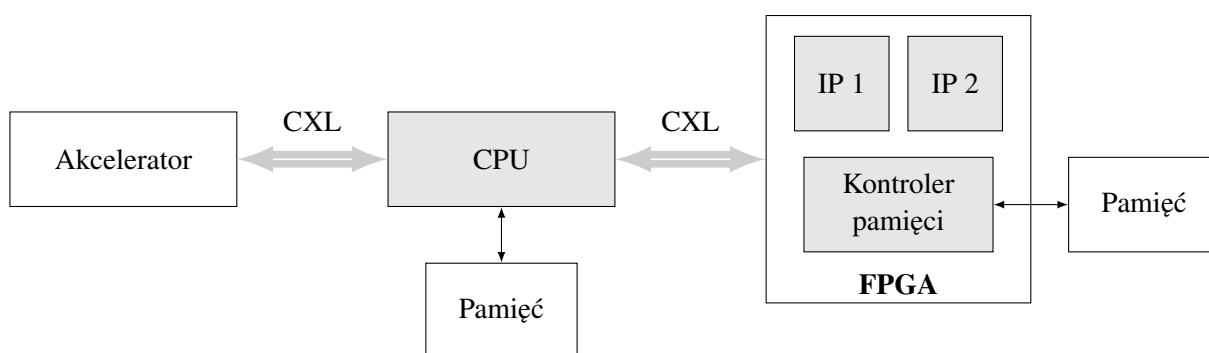 IP 1
IP 2
CXL
CXL
Akcelerator
CPU
Kontroler
pamięci
Pamięć
FPGA
Pamięć